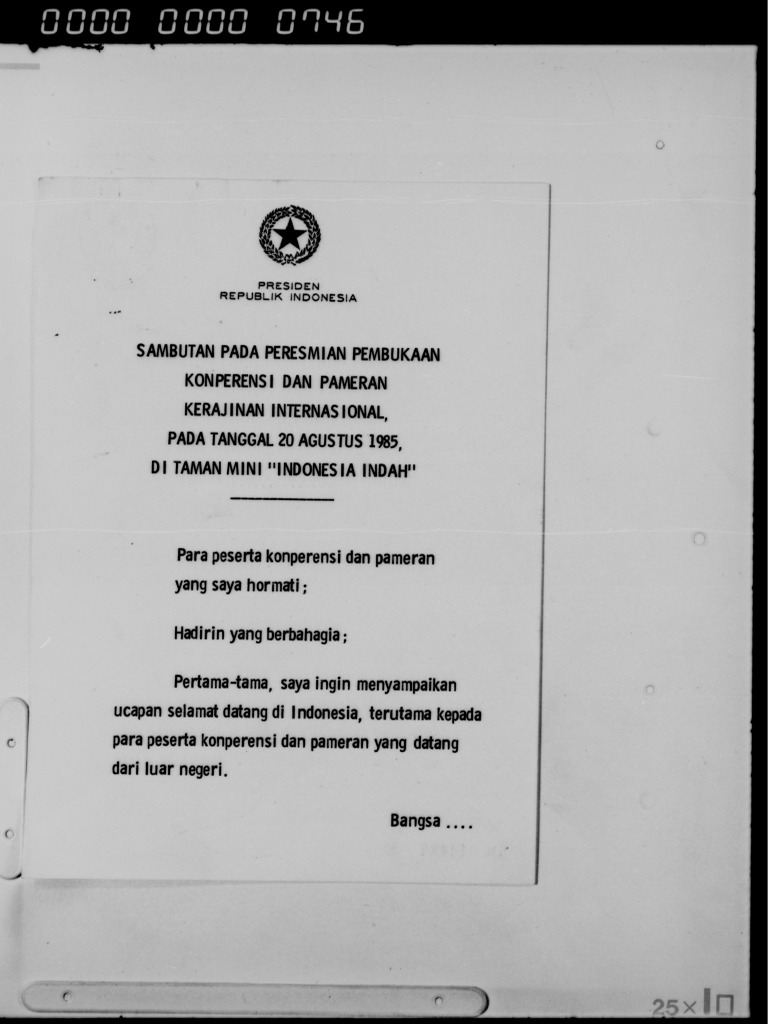 0000 0000 0746
PRESIDEN
REPUBLIK INDONESIA
SAMBUTAN PADA PERESMIAN PEMBUKAAN
KONPERENSI DAN PAMERAN
KERAJINAN INTERNASIONAL,
PADA TANGGAL 20 AGUSTUS 1985,
DI TAMAN MINI "INDONESIA INDAH"
Para peserta konperensi dan pameran
yang saya hormati;
Hadirin yang berbahagia;
Pertama-tama, saya ingin menyampaikan
ucapan selamat datang di Indonesia, terutama kepada
para peserta konperensi dan pameran yang datang
dari luar negeri.
Bangsa ....
25×